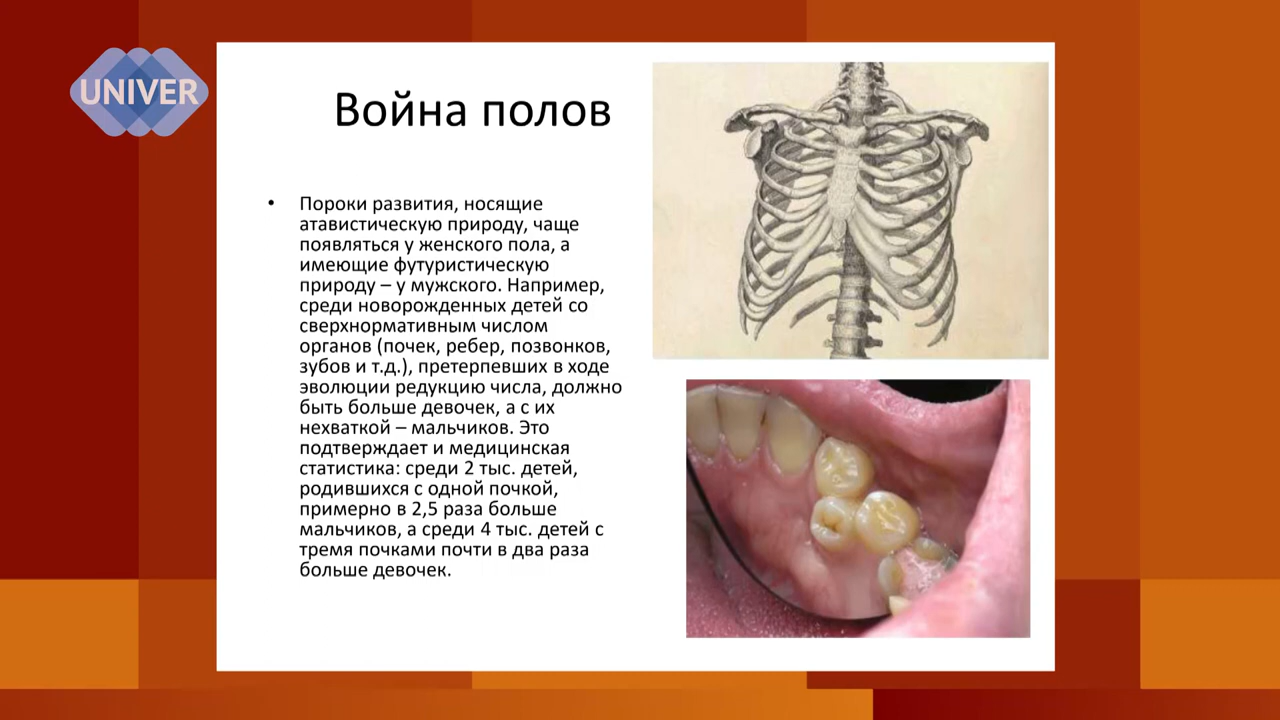 UNIVER
Война полов
• Пороки развития, носящие
атавистическую природу, чаще
появляться у женского пола, а
имеющие футуристическую
природу – у мужского. Например,
среди новорожденных детей со
сверхнормативным числом
органов (почек, ребер, позвонков,
зубов и т.д.), претерпевших в ходе
эволюции редукцию числа, должно
быть больше девочек, а с их
нехваткой – мальчиков. Это
подтверждает и медицинская
статистика: среди 2 тыс. детей,
родившихся с одной почкой,
примерно в 2,5 раза больше
мальчиков, а среди 4 тыс. детей с
тремя почками почти в два раза
больше девочек.